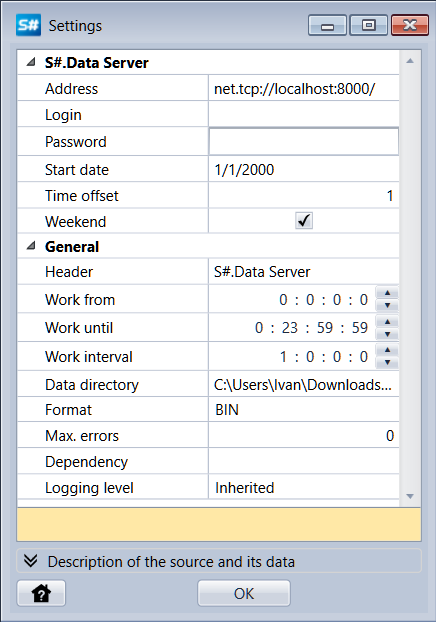 S# Settings
S#.Data Server
Address net.tcp://localhost:8000/
Login
Password
Start date 1/1/2000
Time offset 1
Weekend
General
Header S#.Data Server
Work from 0 : 0 : 0 : 0
Work until 0 : 23 : 59 : 59
Work interval 1 : 0 : 0 : 0
Data directory C:\Users\Ivan\Downloads...
Format BIN
Max. errors 0
Dependency
Logging level Inherited
Description of the source and its data
? OK